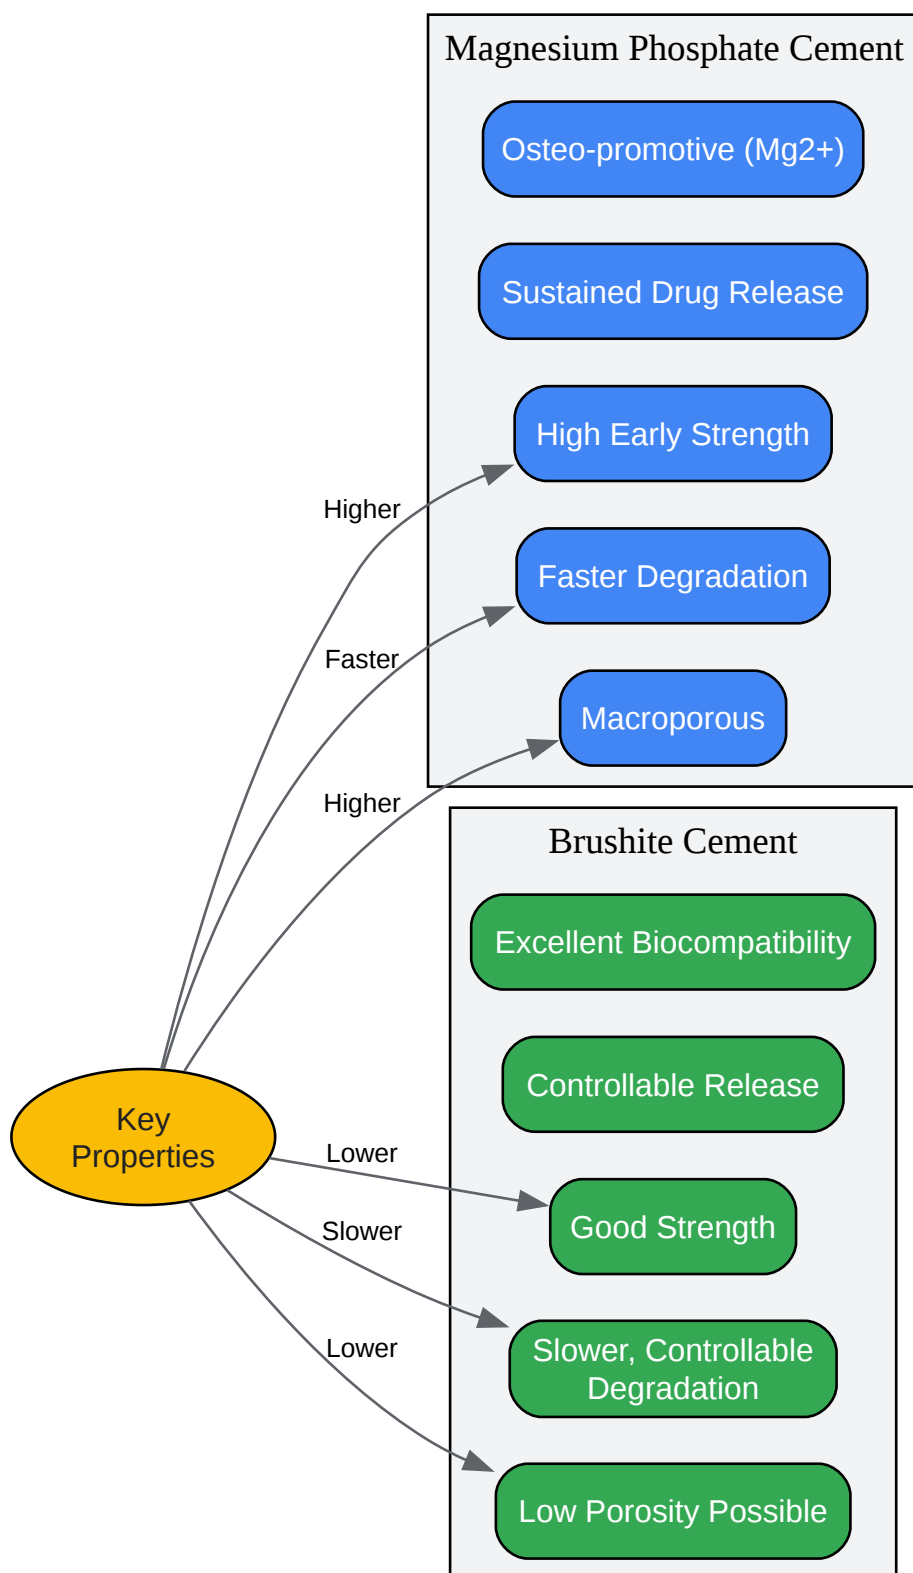 Magnesium Phosphate Cement
Osteo-promotive (Mg2+)
Sustained Drug Release
High Early Strength
Higher
Faster Degradation
Faster
Macroporous
Higher
Brushite Cement
Excellent Biocompatibility
Controllable Release
Key
Properties
Lower
Good Strength
Slower
Slower, Controllable
Degradation
Lower
Low Porosity Possible